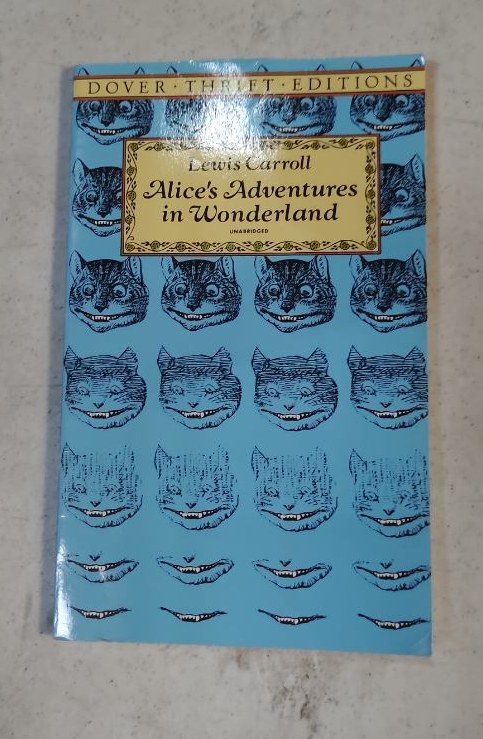 DOVER · THRIFT · EDITIONS
Lewis Carroll
Alice's Adventures
in Wonderland
UNABRIDGED